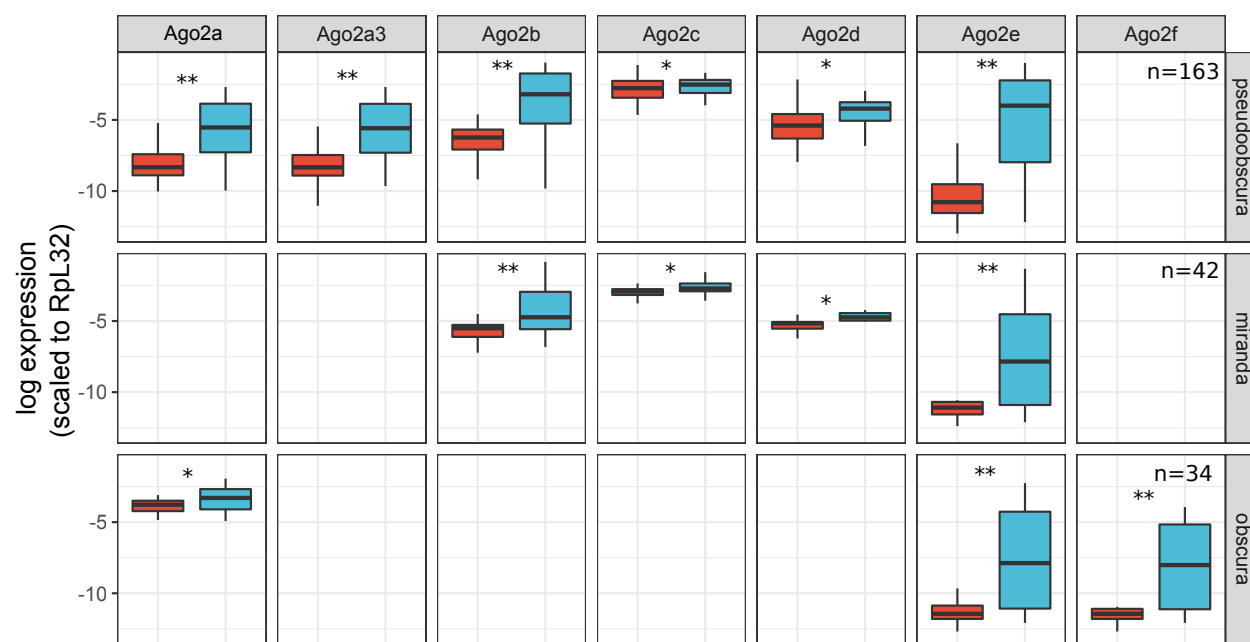 Ago2a Ago2a3 Ago2b Ago2c Ago2d Ago2e Ago2f
** ** ** * * ** n=163
pseudoobscura
-5
-10
** * * ** n=42
miranda
-5
-10
* ** ** n=34
obscura
-5
-10
log expression
(scaled to RpL32)